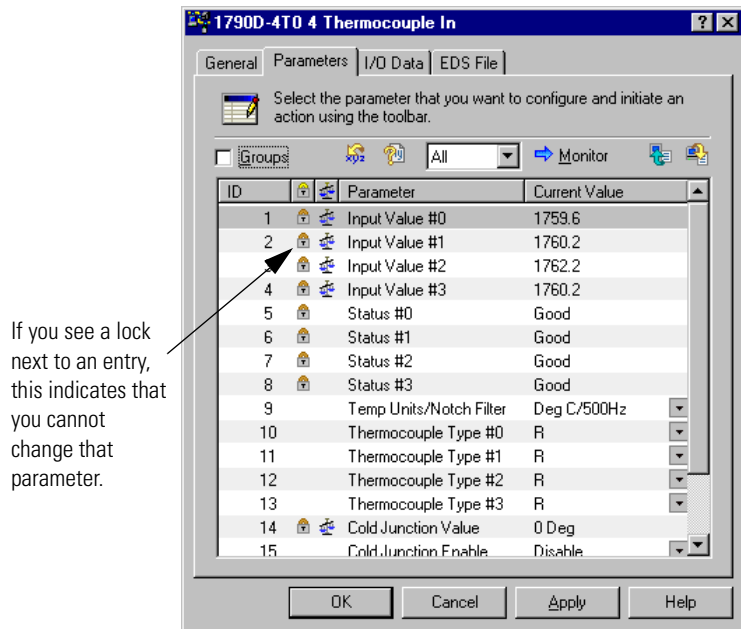 1790D-4T0 4 Thermocouple In
General Parameters I/O Data EDS File
Select the parameter that you want to configure and initiate an
action using the toolbar.
Groups All Monitor
ID Parameter Current Value
1 Input Value #0 1759.6
2 Input Value #1 1760.2
3 Input Value #2 1762.2
4 Input Value #3 1760.2
5 Status #0 Good
6 Status #1 Good
7 Status #2 Good
8 Status #3 Good
9 Temp Units/Notch Filter Deg C/500Hz
10 Thermocouple Type #0 R
11 Thermocouple Type #1 R
12 Thermocouple Type #2 R
13 Thermocouple Type #3 R
14 Cold Junction Value 0 Deg
15 Cold Junction Enable Disable
OK Cancel Apply Help
If you see a lock
next to an entry,
this indicates that
you cannot
change that
parameter.